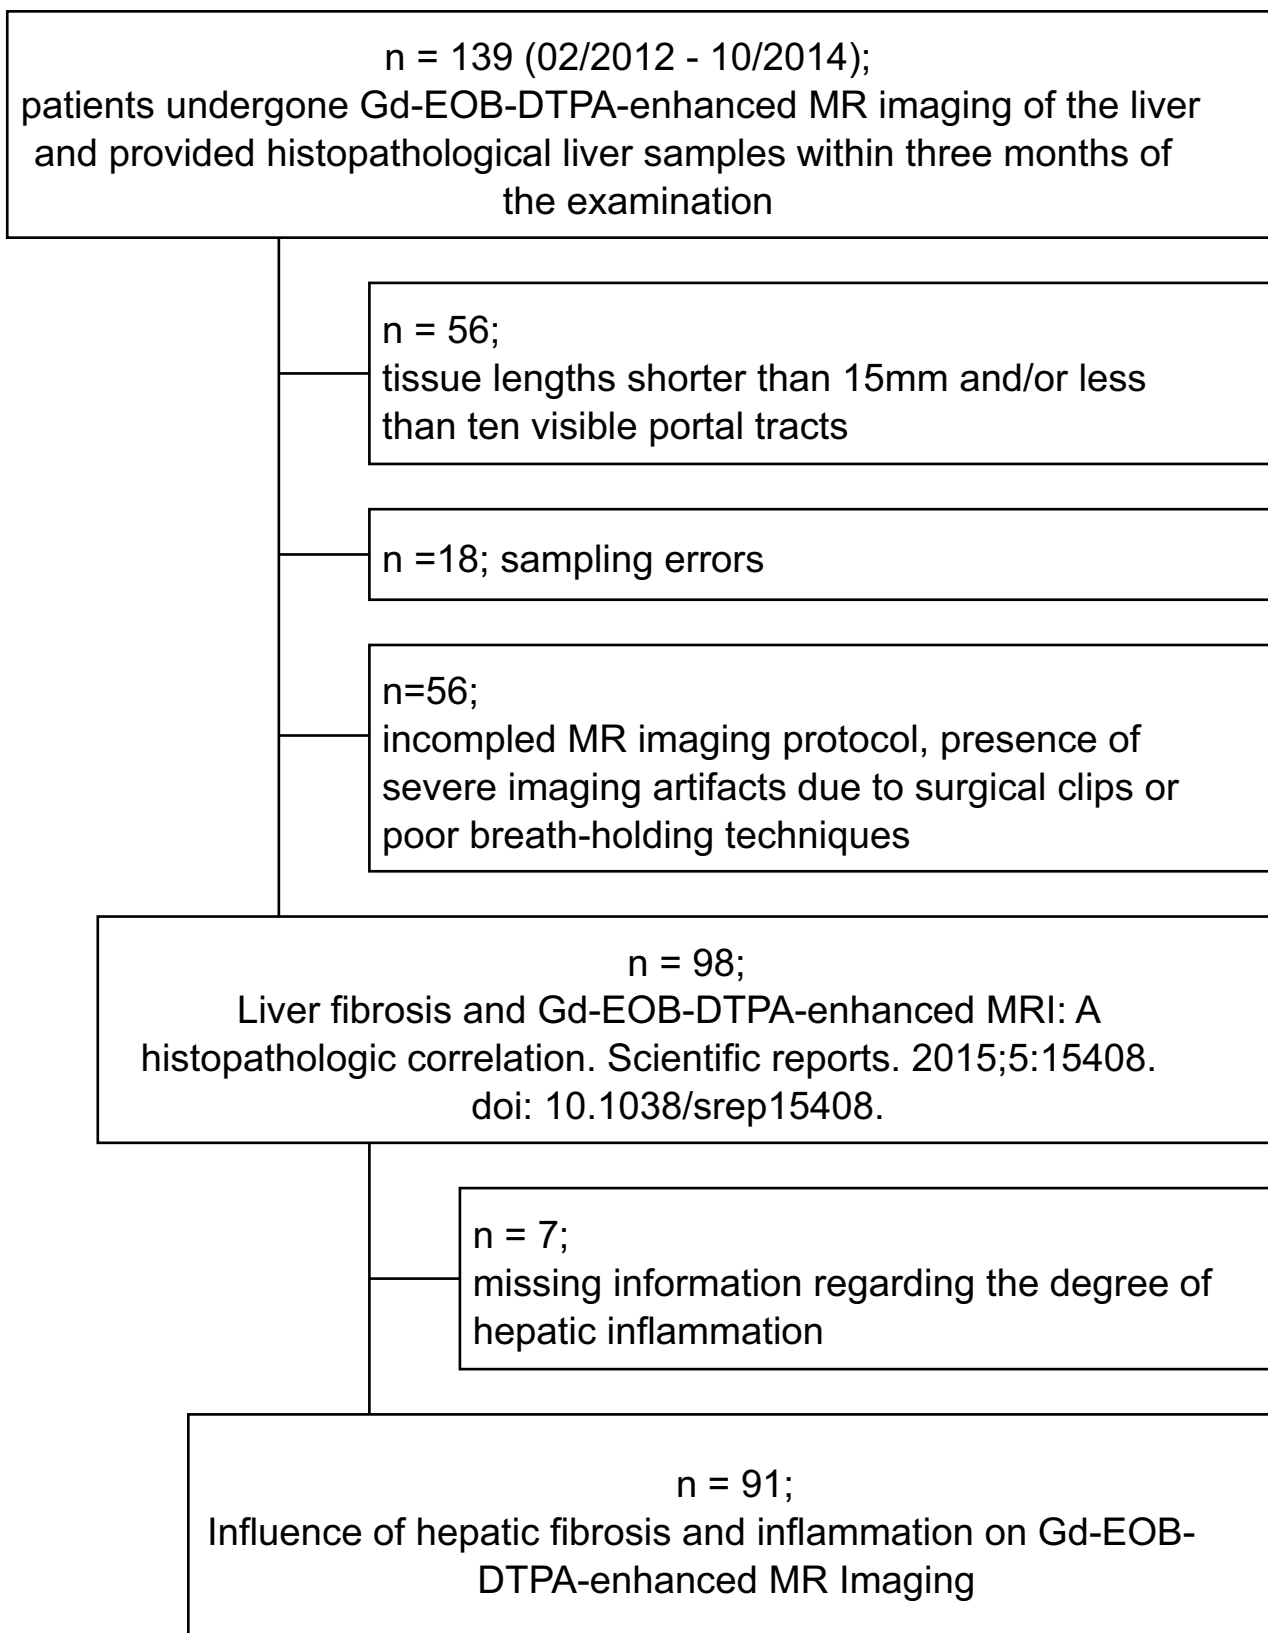 n = 139 (02/2012 - 10/2014);
patients undergone Gd-EOB-DTPA-enhanced MR imaging of the liver
and provided histopathological liver samples within three months of
the examination
n = 56;
tissue lengths shorter than 15mm and/or less
than ten visible portal tracts
n =18; sampling errors
n=56;
incompled MR imaging protocol, presence of
severe imaging artifacts due to surgical clips or
poor breath-holding techniques
n = 98;
Liver fibrosis and Gd-EOB-DTPA-enhanced MRI: A
histopathologic correlation. Scientific reports. 2015;5:15408.
doi: 10.1038/srep15408.
n = 7;
missing information regarding the degree of
hepatic inflammation
n = 91;
Influence of hepatic fibrosis and inflammation on Gd-EOB-
DTPA-enhanced MR Imaging